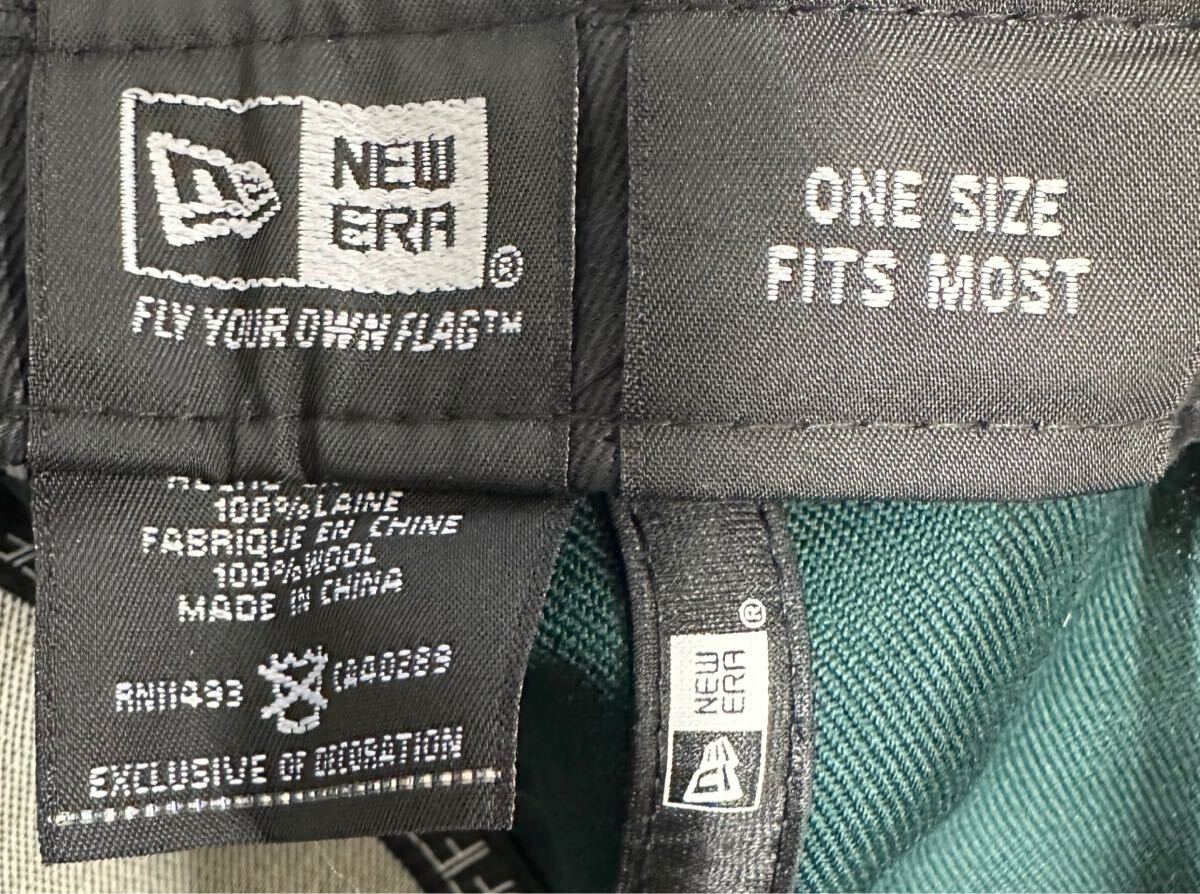 NEW
ERA
®
FLY YOUR OWN FLAG™
ONE SIZE
FITS MOST
100% LAINE
FABRIQUE EN CHINE
100% WOOL
MADE IN CHINA
RN11493
CA40389
EXCLUSIVE OF DECORATION
NEW
ERA
®